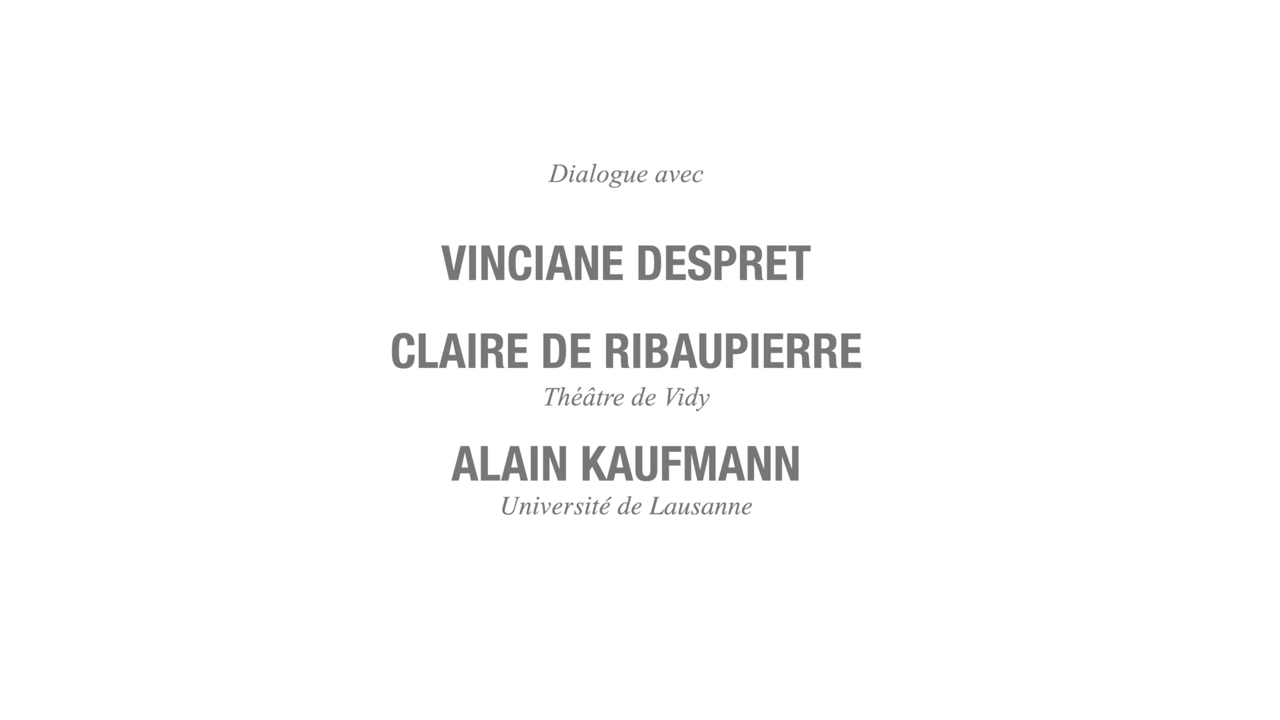 Dialogue avec
VINCIANE DESPRET
CLAIRE DE RIBAUPIERRE
Théâtre de Vidy
ALAIN KAUFMANN
Université de Lausanne